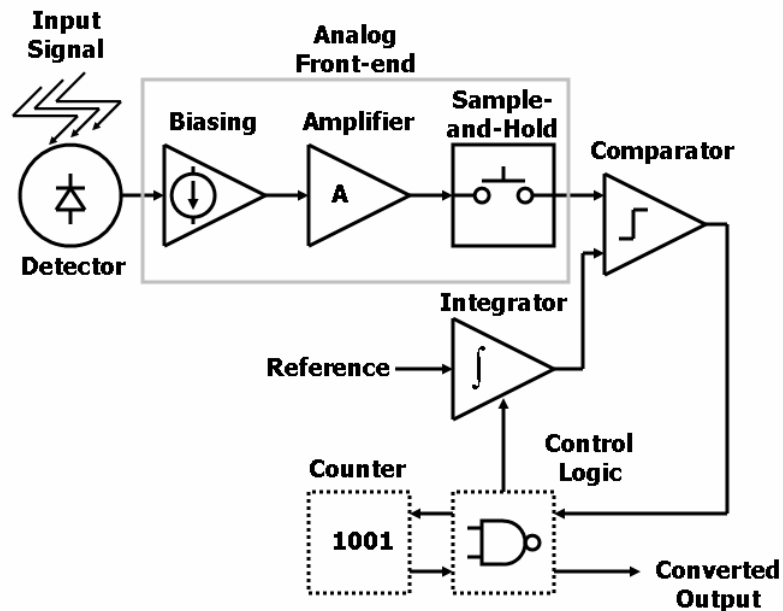 Input
Signal
Analog
Front-end
Biasing
Amplifier
Sample-
and-Hold
Comparator
A
Detector
Integrator
Reference
∫
Control
Logic
Counter
1001
Converted
Output